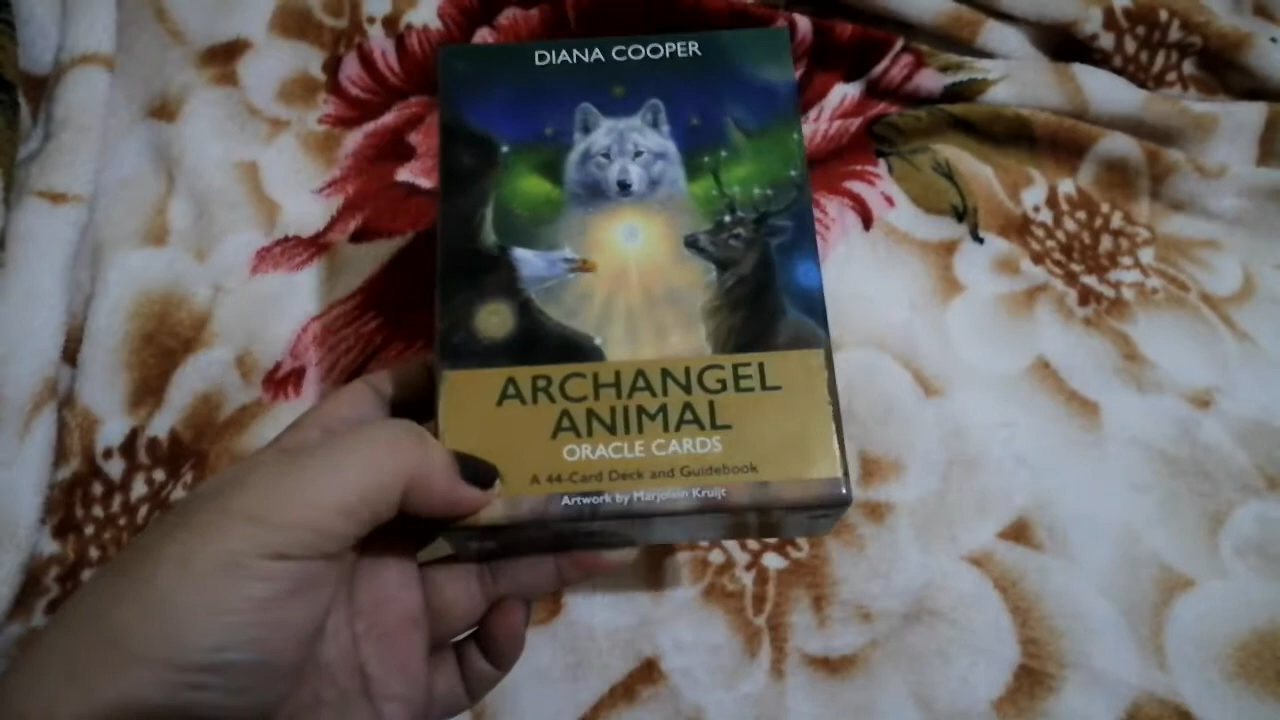 DIANA COOPER
ARCHANGEL
ANIMAL
ORACLE CARDS
A 44-Card Deck and Guidebook
Artwork by Marjolein Kruijt